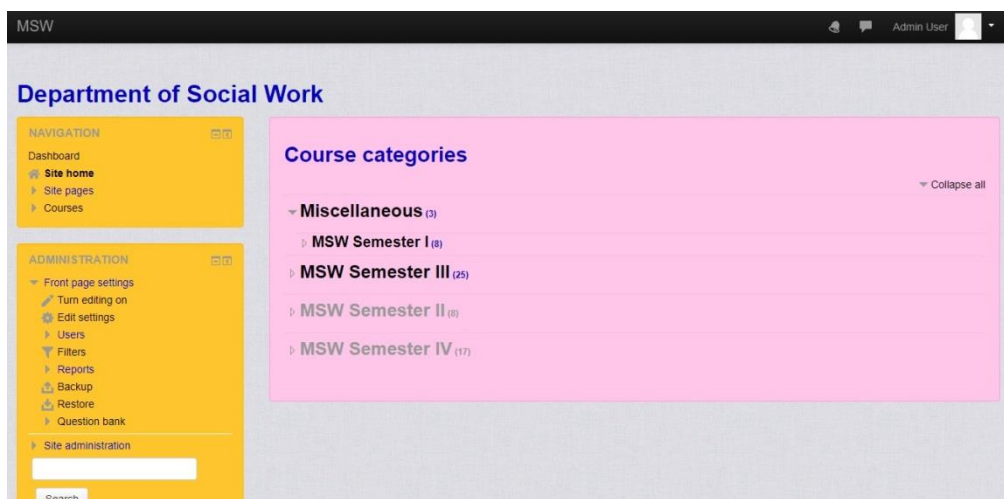 MSW
Admin User
Department of Social Work
NAVIGATION
Dashboard
Site home
Site pages
Courses
ADMINISTRATION
Front page settings
Turn editing on
Edit settings
Users
Filters
Reports
Backup
Restore
Question bank
Site administration
Search
Course categories
Collapse all
Miscellaneous (3)
MSW Semester I (8)
MSW Semester III (25)
MSW Semester II (8)
MSW Semester IV (17)